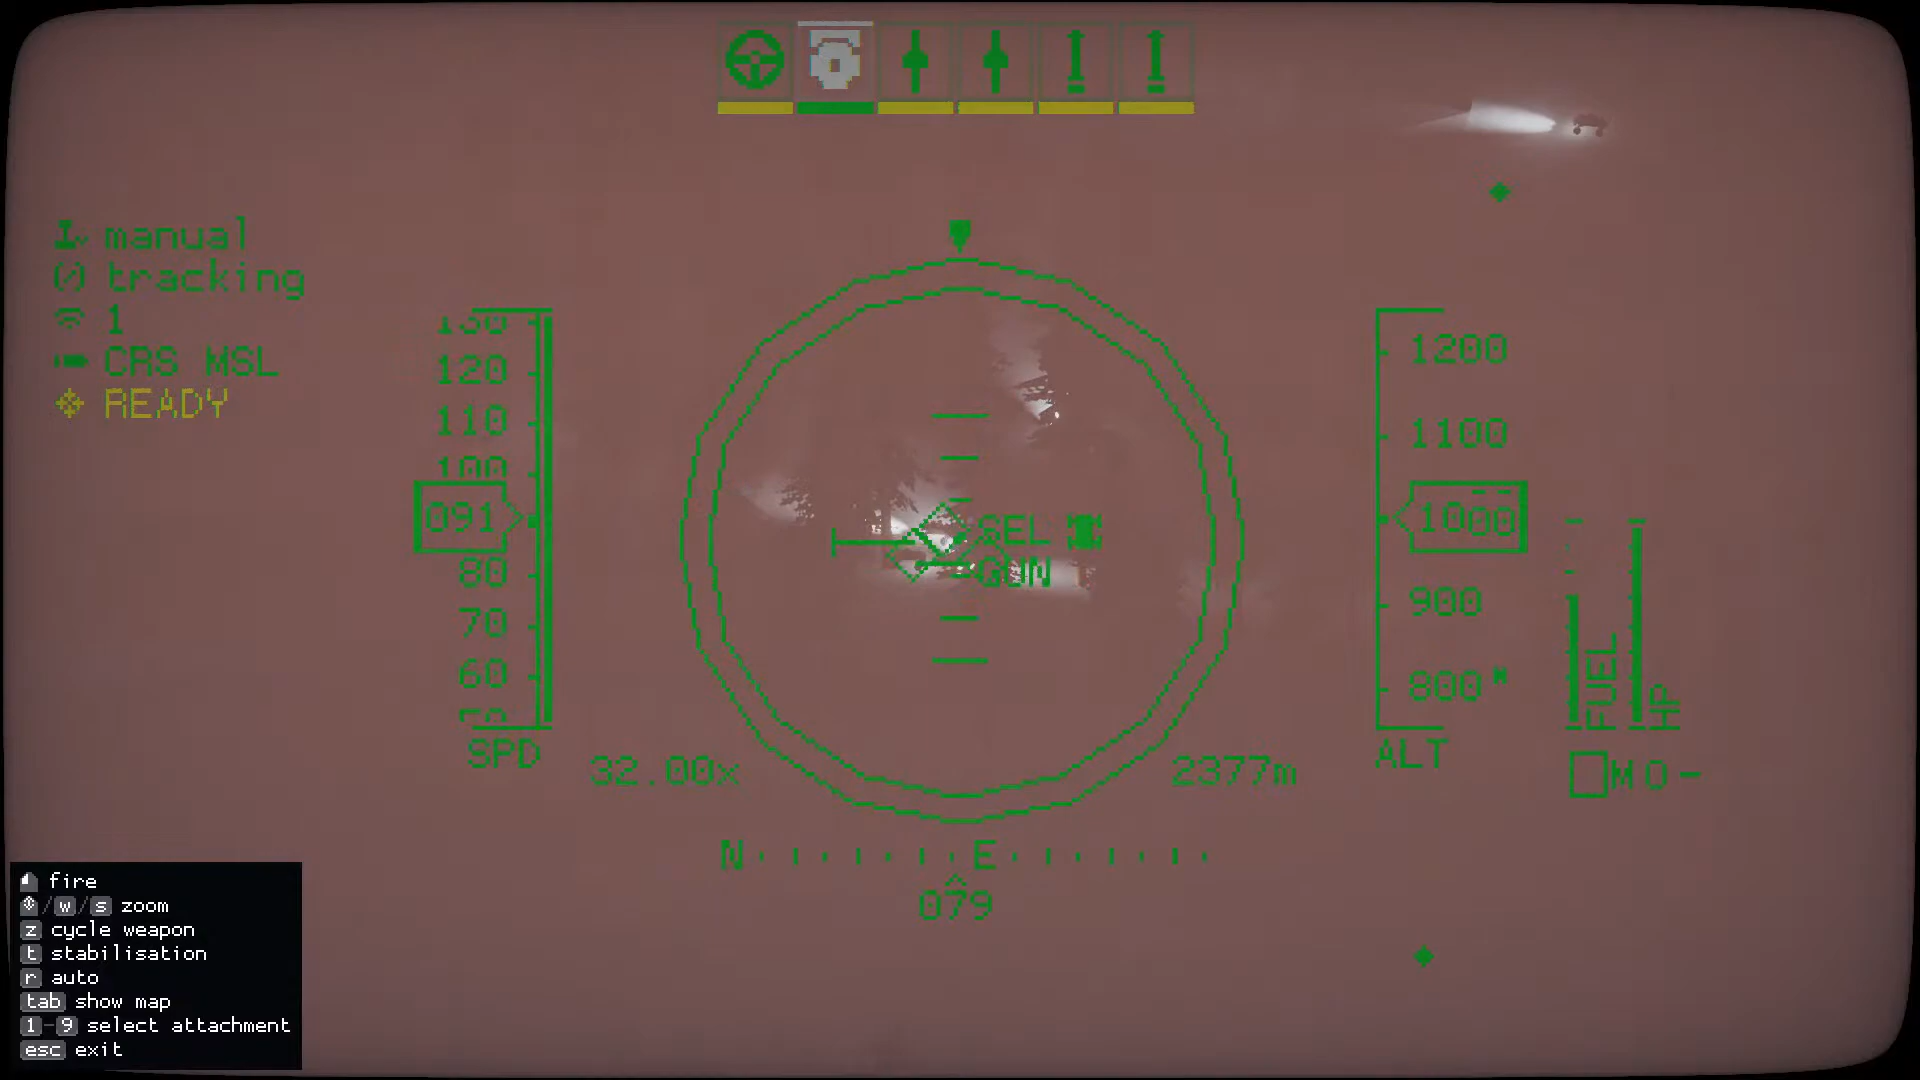 manual
tracking
1
CRS MSL
READY
130
120
110
100
091
80
70
60
SPD
SEL
GUN
1200
1100
1000
900
800 M
ALT
FUEL
HP
M 0 -
32.00x
2377m
N E
079
fire
/ w / s zoom
z cycle weapon
t stabilisation
r auto
tab show map
1 - 9 select attachment
esc exit